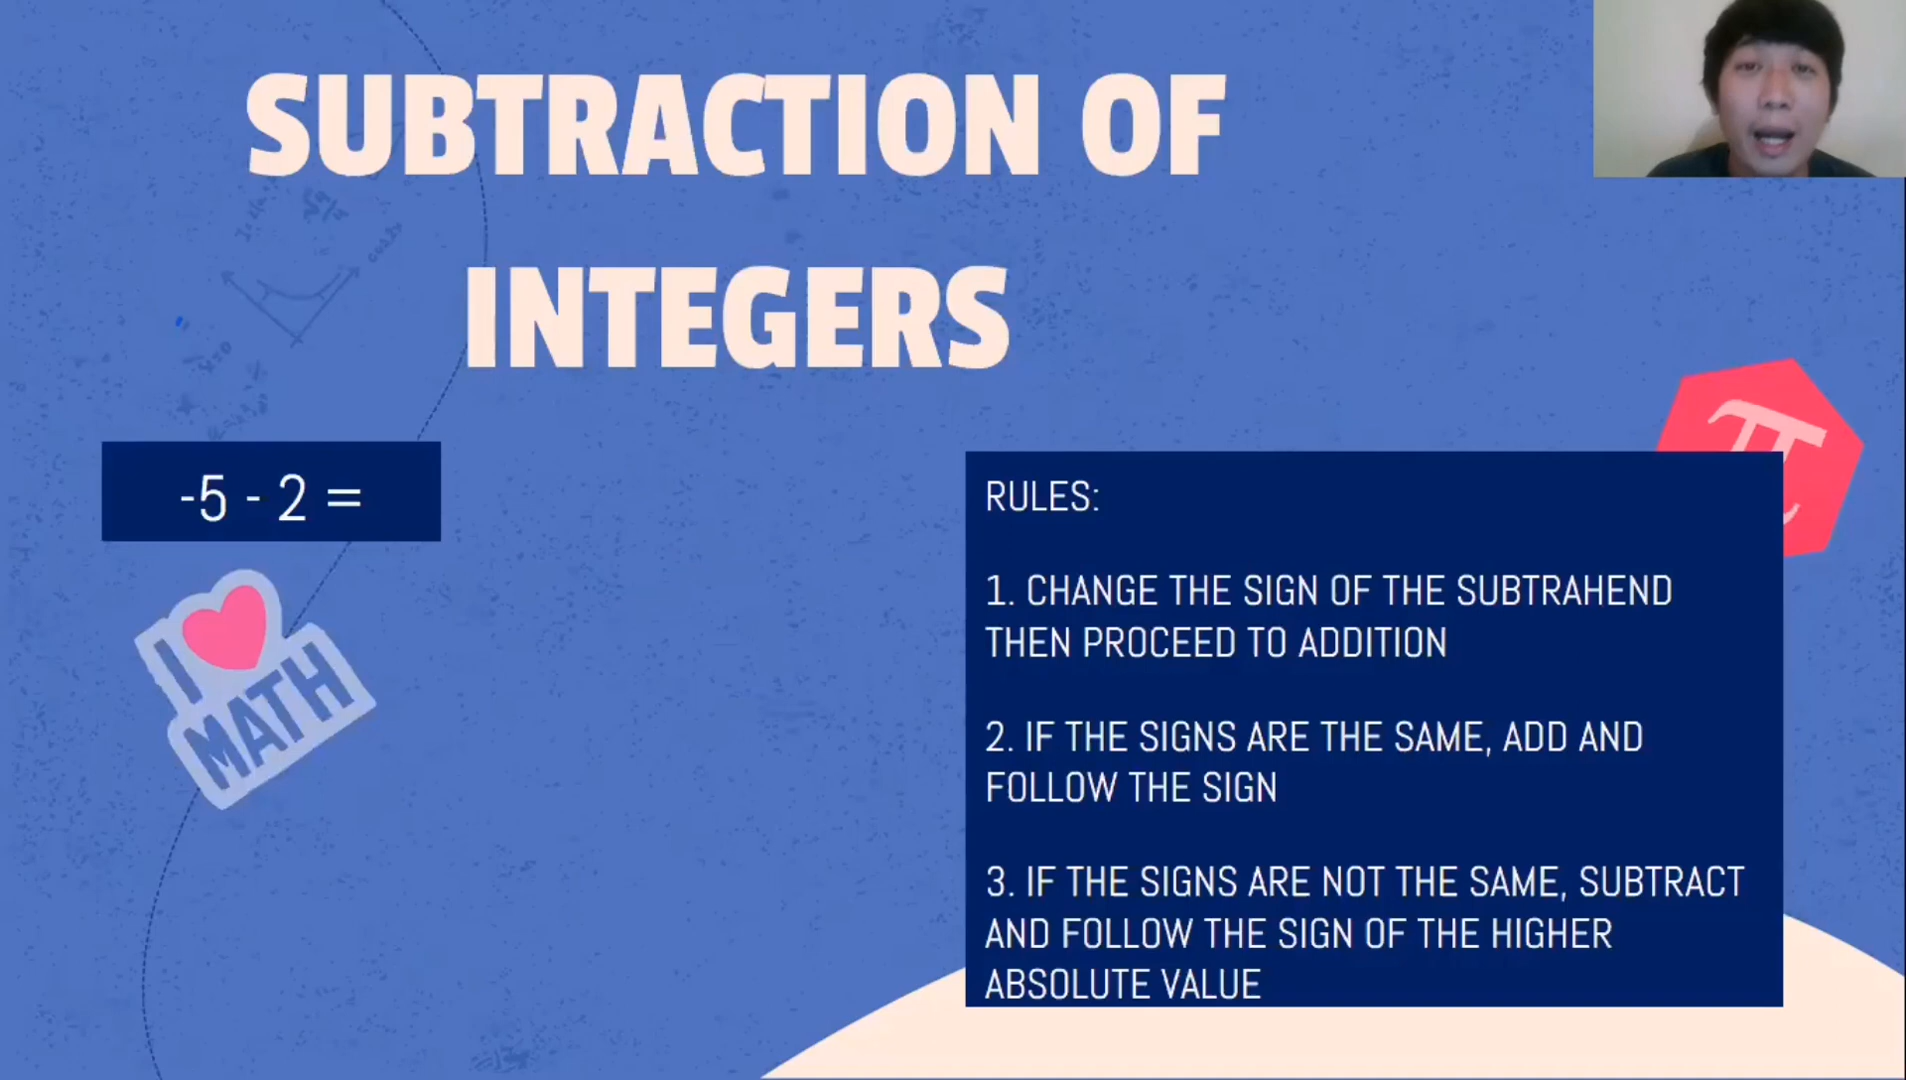 SUBTRACTION OF
INTEGERS
-5 - 2 =
I
MATH
π
RULES:
1. CHANGE THE SIGN OF THE SUBTRAHEND
THEN PROCEED TO ADDITION
2. IF THE SIGNS ARE THE SAME, ADD AND
FOLLOW THE SIGN
3. IF THE SIGNS ARE NOT THE SAME, SUBTRACT
AND FOLLOW THE SIGN OF THE HIGHER
ABSOLUTE VALUE